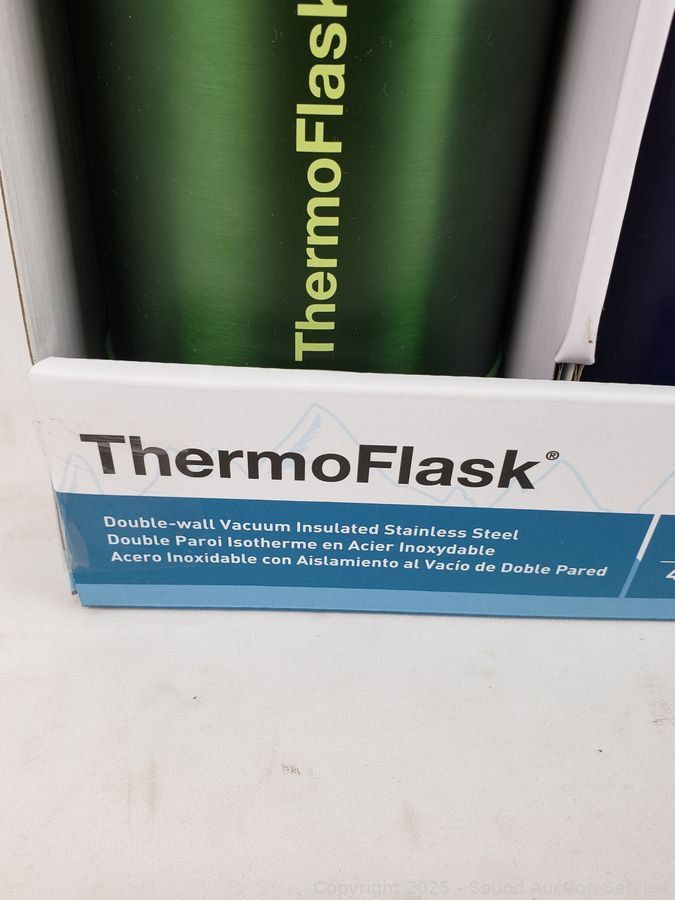 ThermoFlask
ThermoFlask®
Double-wall Vacuum Insulated Stainless Steel
Double Paroi Isotherme en Acier Inoxydable
Acero Inoxidable con Aislamiento al Vacío de Doble Pared
Copyright 2025 - Sound Auction Service